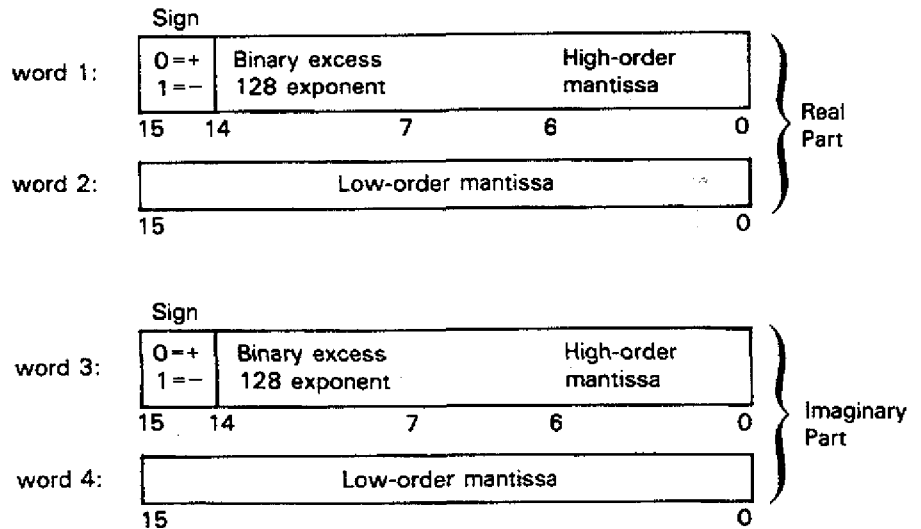 Sign
word 1:
0=+ Binary excess High-order
1=- 128 exponent mantissa
15 14 7 6 0
Real
Part
word 2:
Low-order mantissa
15 0
Sign
word 3:
0=+ Binary excess High-order
1=- 128 exponent mantissa
15 14 7 6 0
Imaginary
Part
word 4:
Low-order mantissa
15 0